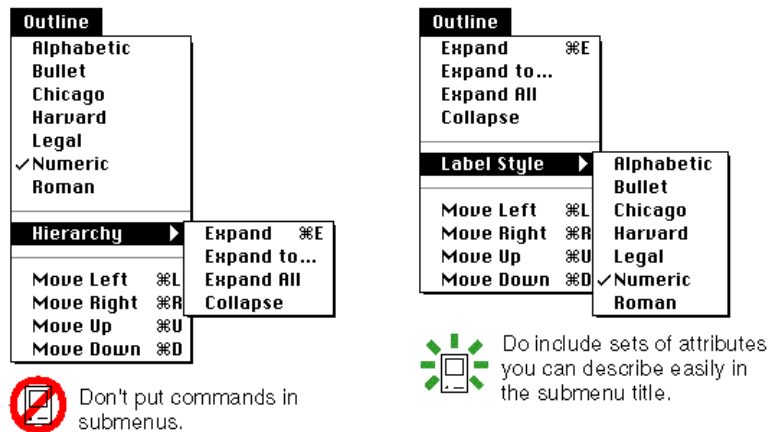 Outline
Alphabetic
Bullet
Chicago
Harvard
Legal
✓Numeric
Roman
Hierarchy ▶
Expand ⌘E
Expand to...
Expand All
Collapse
Move Left ⌘L
Move Right ⌘R
Move Up ⌘U
Move Down ⌘D
Don't put commands in
submenus.
Outline
Expand ⌘E
Expand to...
Expand All
Collapse
Label Style ▶
Alphabetic
Bullet
Chicago
Harvard
Legal
✓Numeric
Roman
Move Left ⌘L
Move Right ⌘R
Move Up ⌘U
Move Down ⌘D
Do include sets of attributes
you can describe easily in
the submenu title.